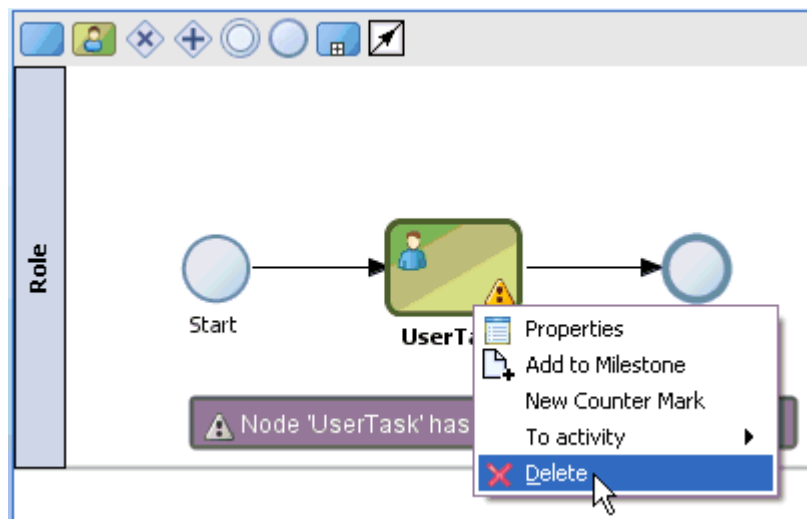 Role
Start
UserTa
Node 'UserTask' has
Properties
Add to Milestone
New Counter Mark
To activity
Delete